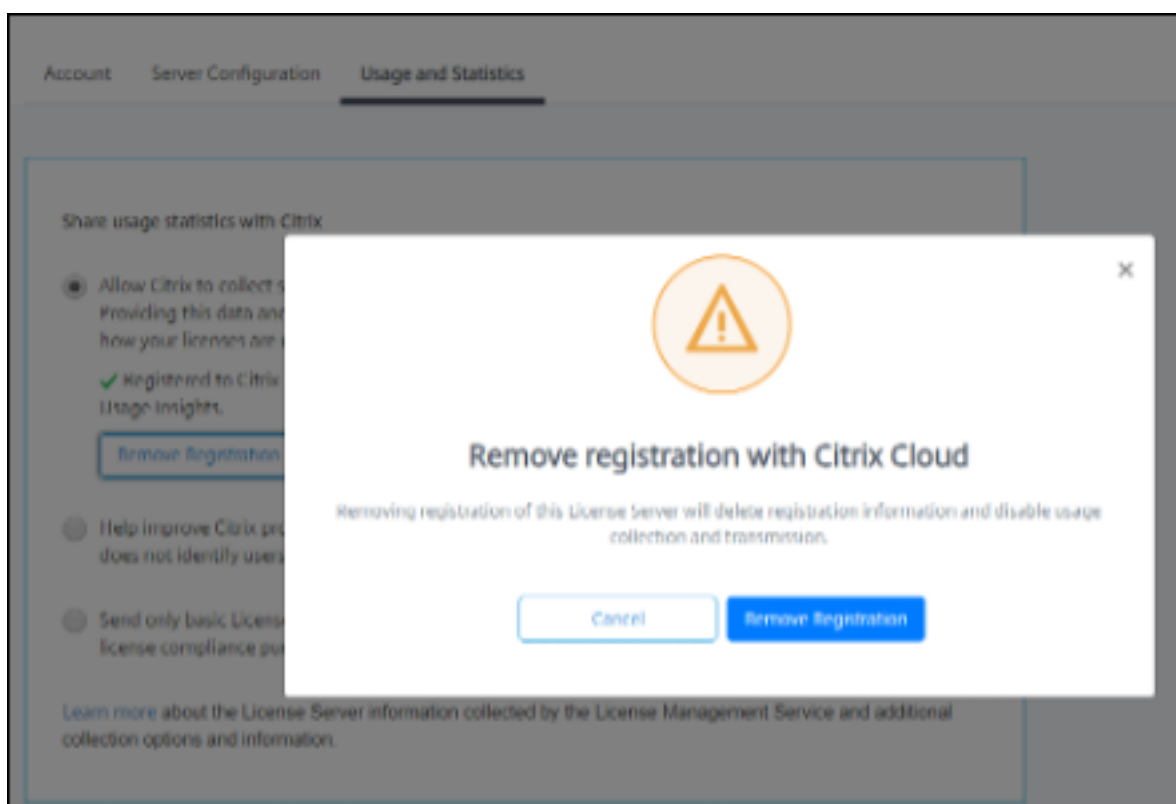 Account Server Configuration Usage and Statistics
Share usage statistics with Citrix
Allow Citrix to collect s
Providing this data and
how your licenses are
Registered to Citrix
Usage Insights.
Remove Registration
Help improve Citrix pro
does not identify users
Send only basic Licens
license compliance pu
Learn more about the License Server information collected by the License Management Service and additional
collection options and information.
Remove registration with Citrix Cloud
Removing registration of this License Server will delete registration information and disable usage
collection and transmission.
Cancel Remove Registration